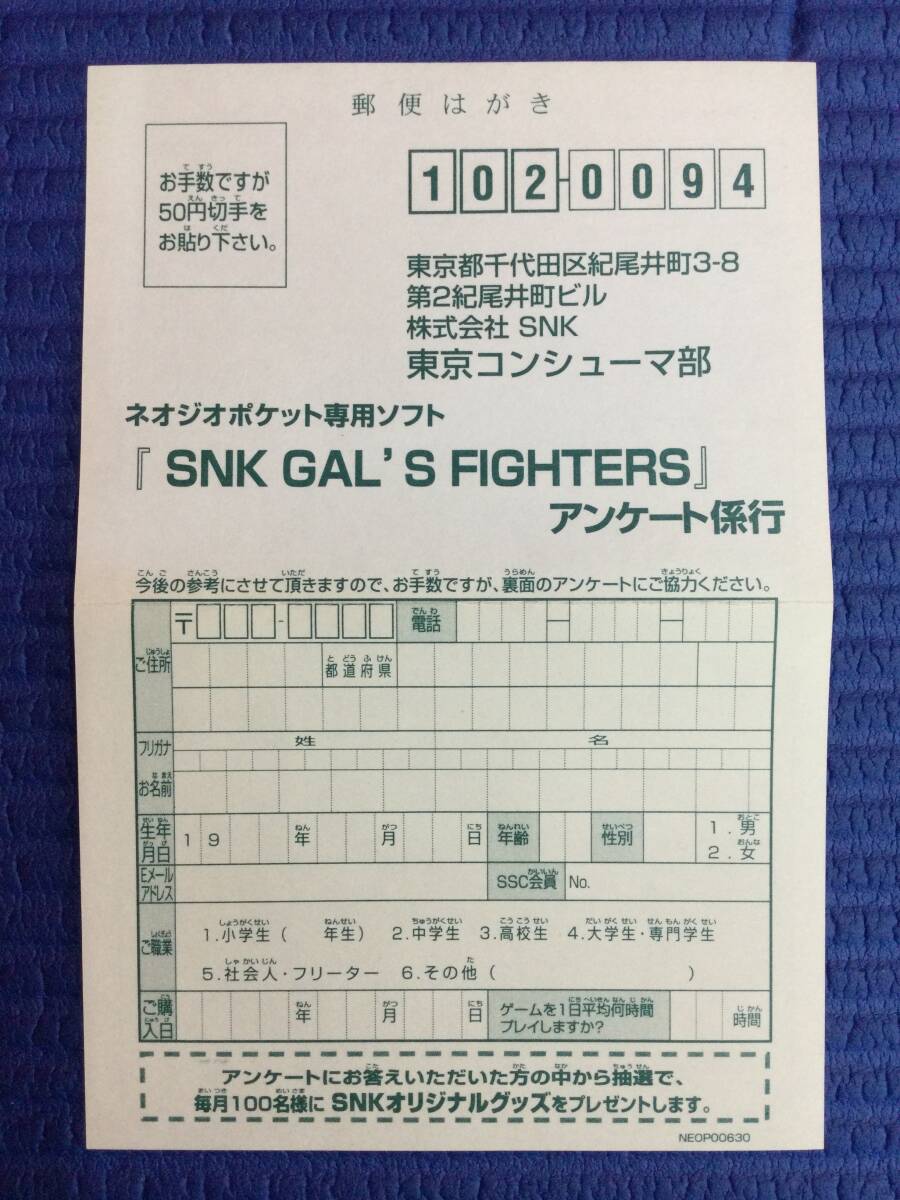 郵便はがき
お手数ですが
50円切手を
お貼り下さい。
102-0094
東京都千代田区紀尾井町3-8
第2紀尾井町ビル
株式会社 SNK
東京コンシューマ部
ネオジオポケット専用ソフト
『SNK GAL'S FIGHTERS』
アンケート係行
今後の参考にさせて頂きますので、お手数ですが、裏面のアンケートにご協力ください。
ご住所 〒 - 電話 — —
都道府県
フリガナ 姓 名
お名前
生年月日 19 年 月 日 年齢 性別 1.男 2.女
Eメールアドレス SSC会員 No.
ご職業 1.小学生( 年生) 2.中学生 3.高校生 4.大学生・専門学生
5.社会人・フリーター 6.その他( )
ご購入日 年 月 日 ゲームを1日平均何時間プレイしますか? 時間
アンケートにお答えいただいた方の中から抽選で、
毎月100名様に SNKオリジナルグッズをプレゼントします。
NEOP00630